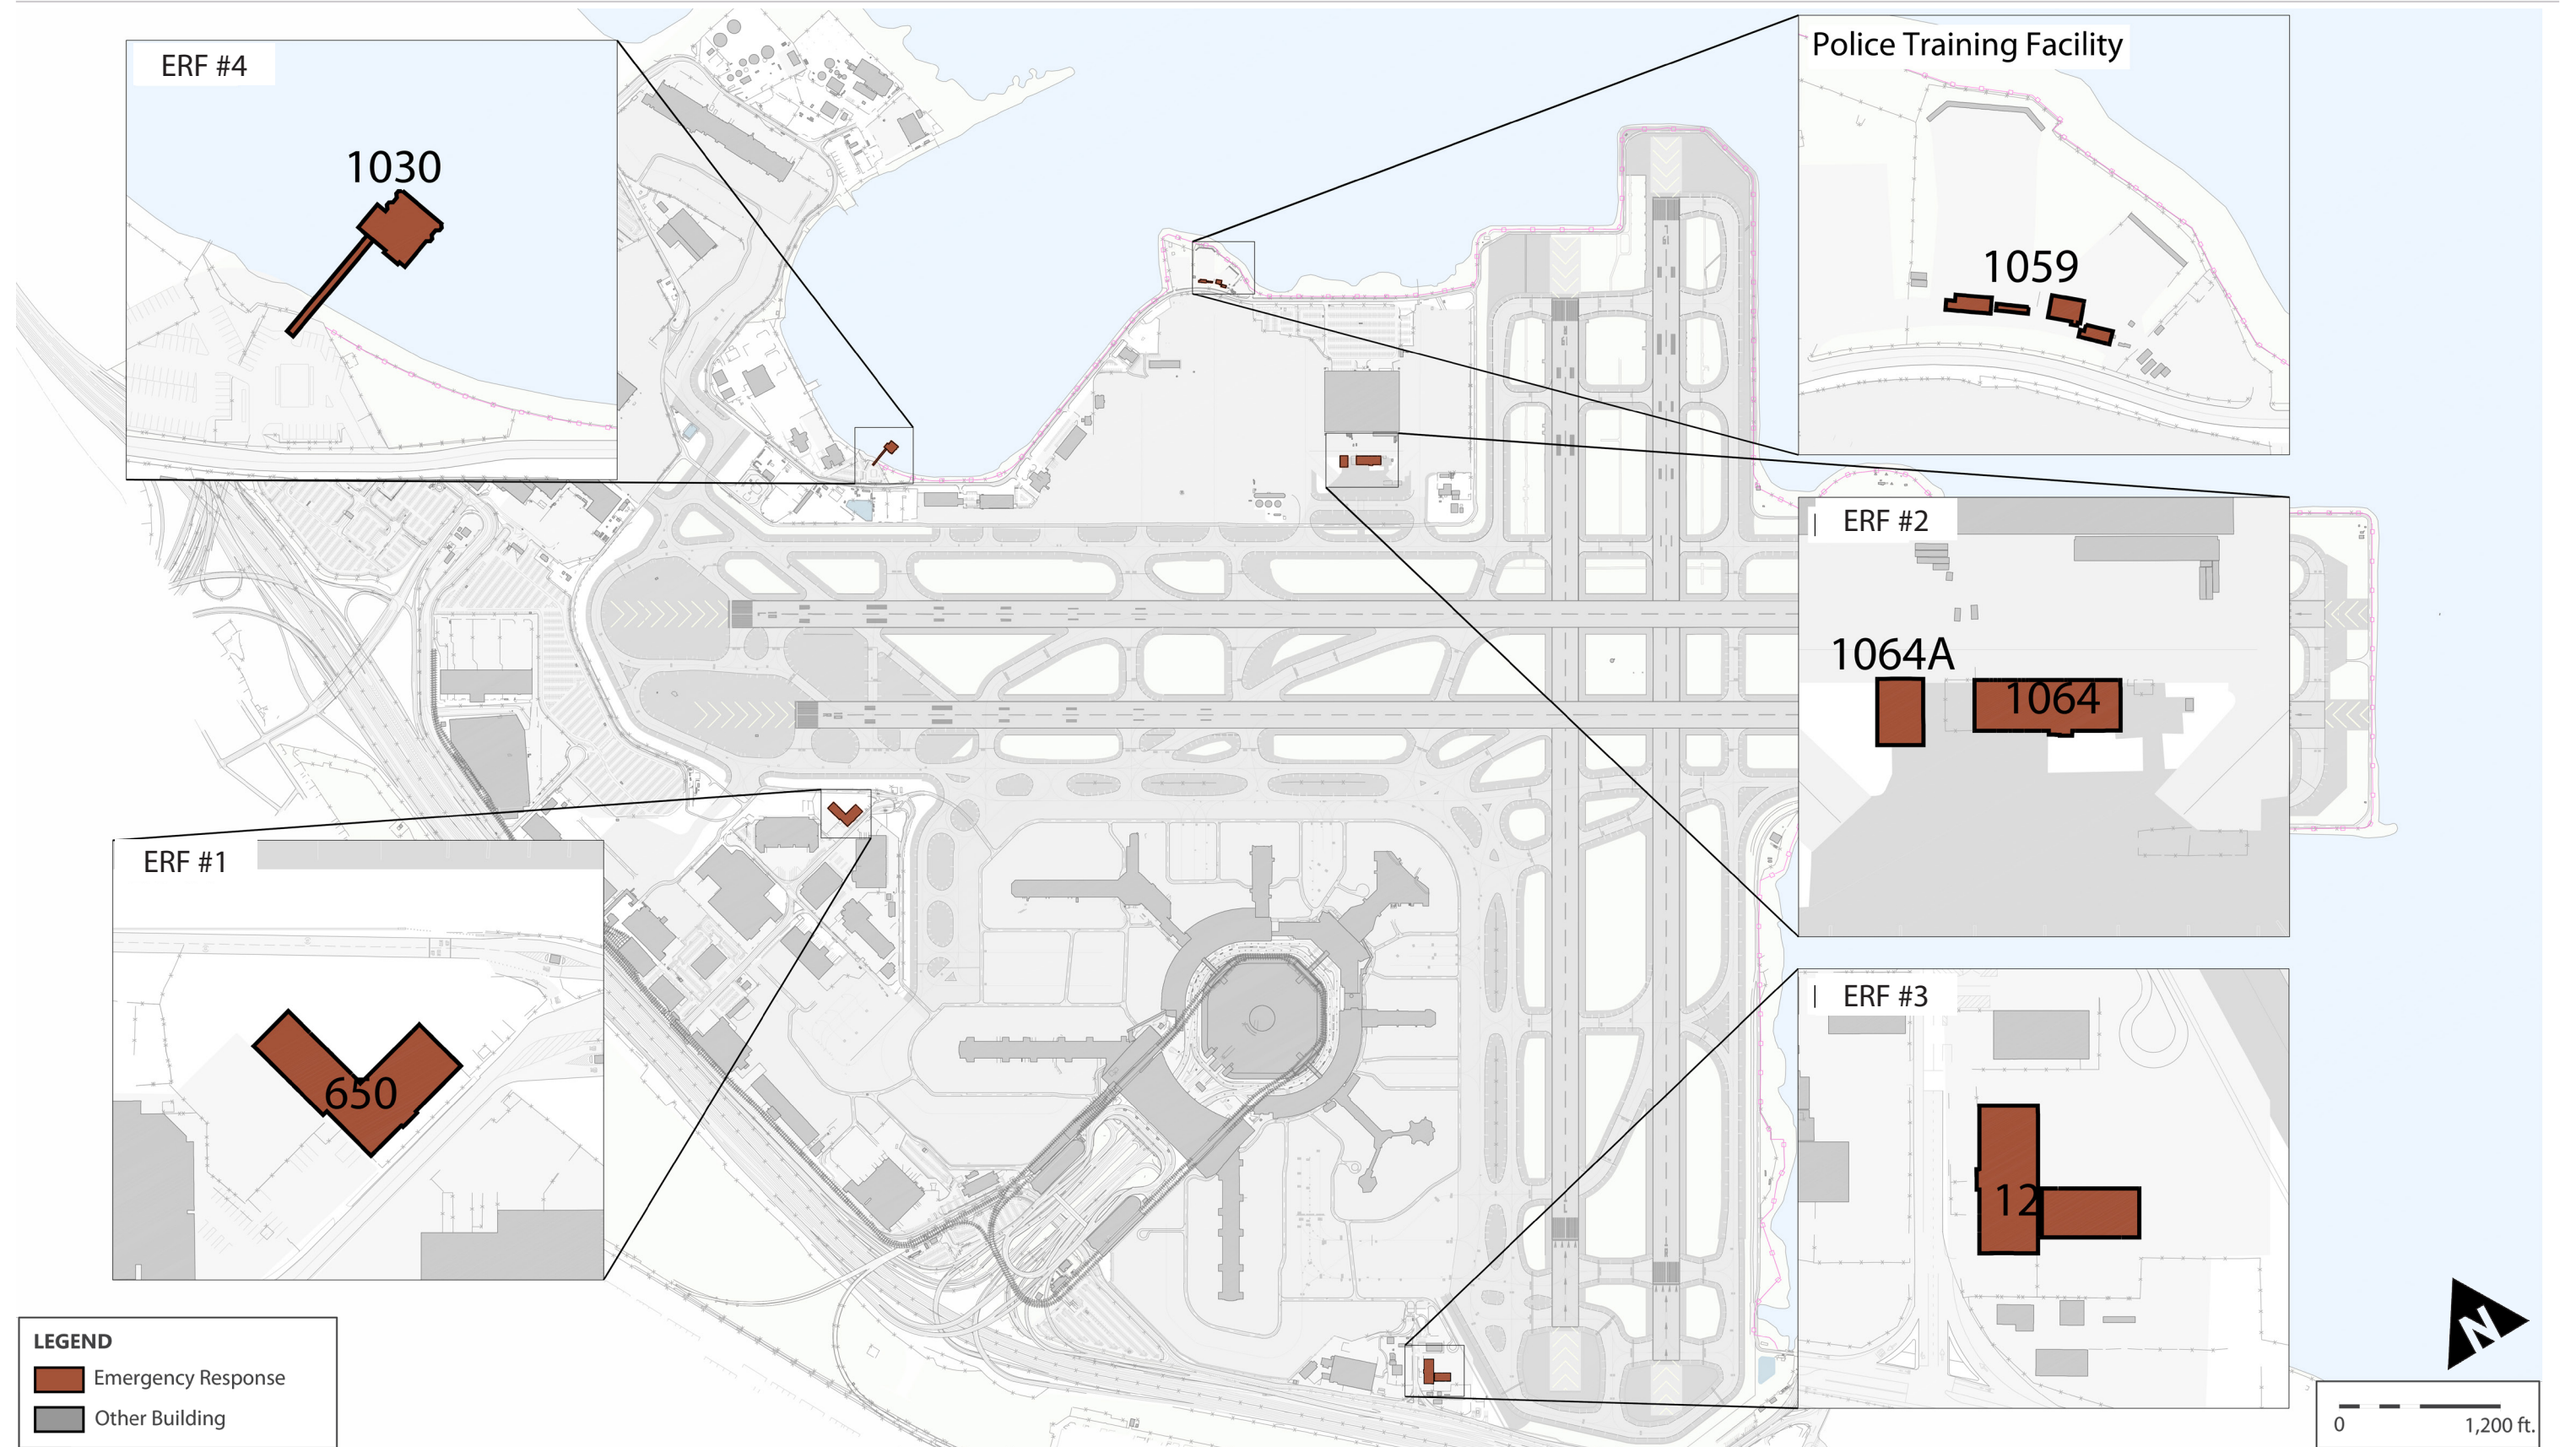 ERF #4
1030
Police Training Facility
1059
ERF #2
1064A
1064
ERF #1
650
ERF #3
12
LEGEND
Emergency Response
Other Building
N
0
1,200 ft.